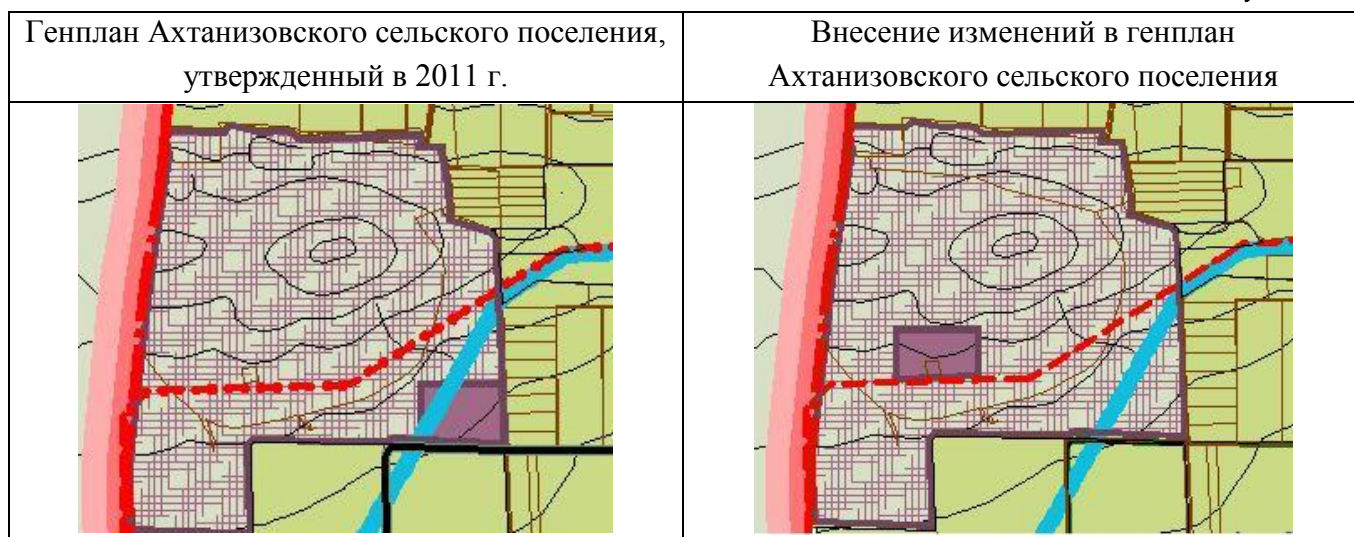 Генплан Ахтанизовского сельского поселения,
утвержденный в 2011 г.
Внесение изменений в генплан
Ахтанизовского сельского поселения